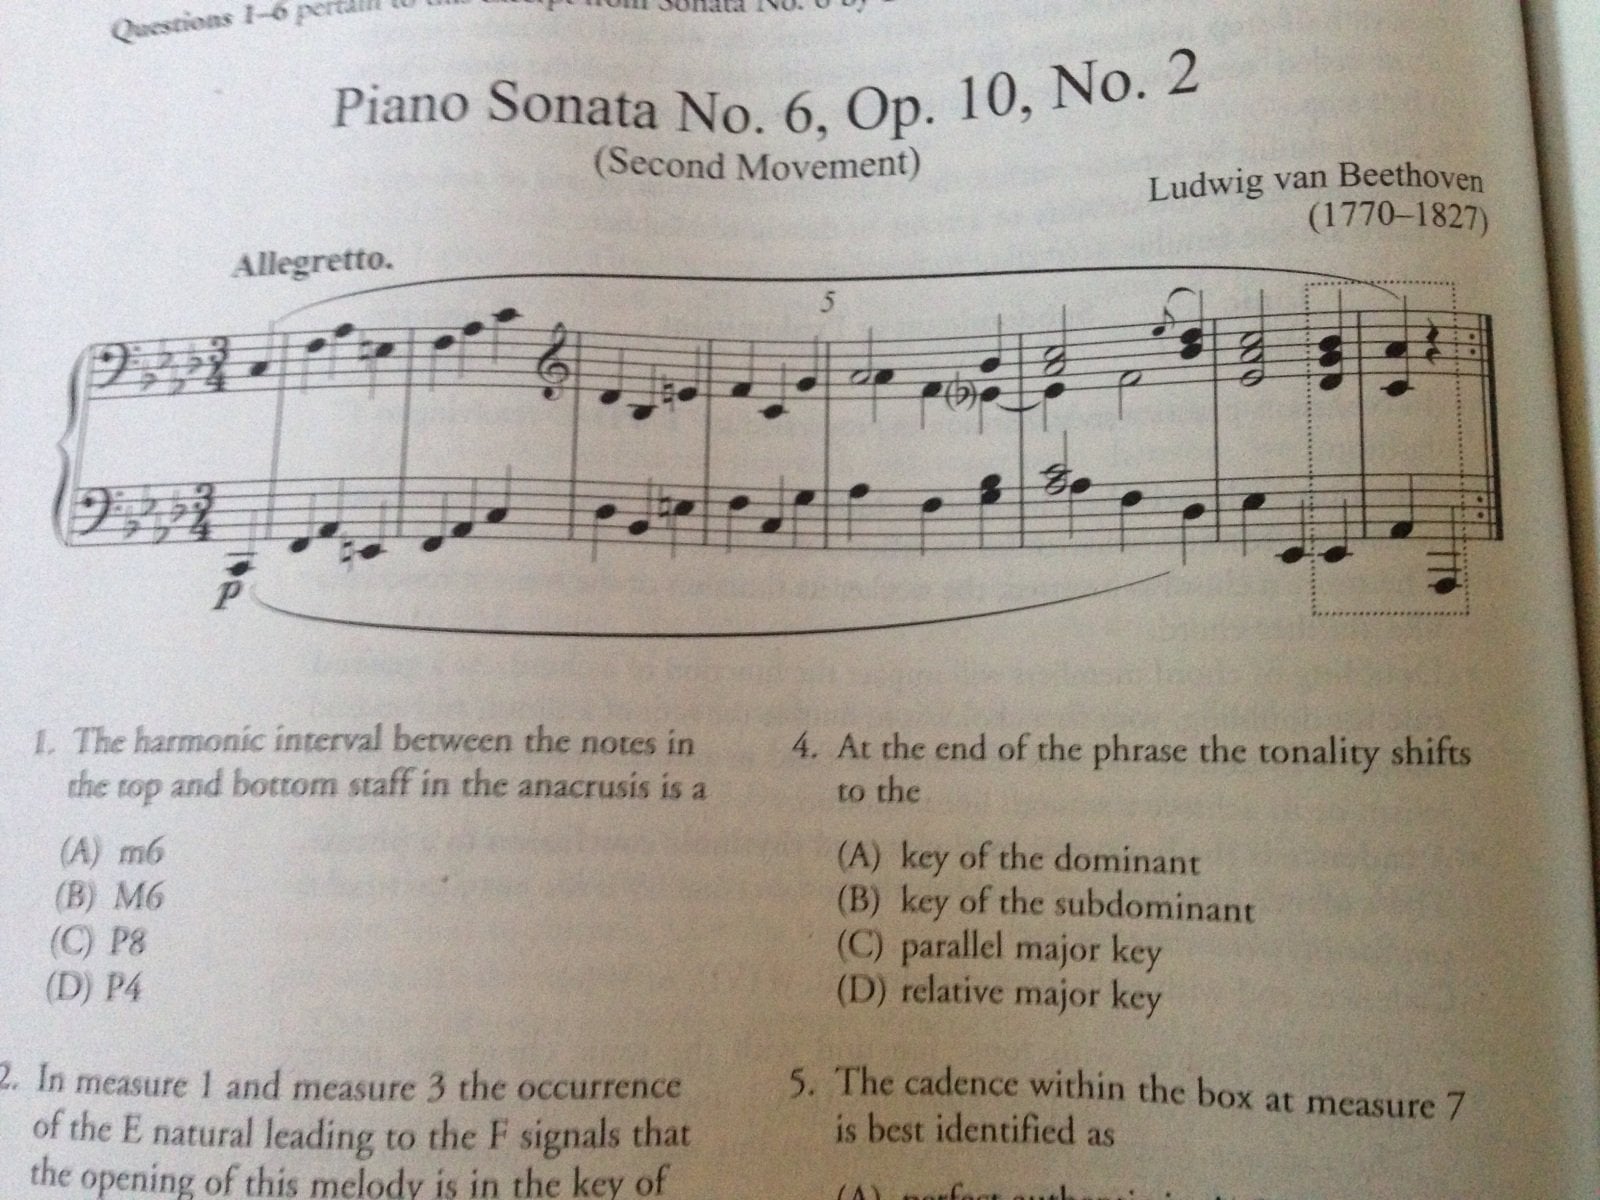 Questions 1–6 pertain to this excerpt from Sonata No. 6 by
Piano Sonata No. 6, Op. 10, No. 2
(Second Movement)
Ludwig van Beethoven
(1770–1827)
Allegretto.
5
p
1. The harmonic interval between the notes in
the top and bottom staff in the anacrusis is a
(A) m6
(B) M6
(C) P8
(D) P4
2. In measure 1 and measure 3 the occurrence
of the E natural leading to the F signals that
the opening of this melody is in the key of
4. At the end of the phrase the tonality shifts
to the
(A) key of the dominant
(B) key of the subdominant
(C) parallel major key
(D) relative major key
5. The cadence within the box at measure 7
is best identified as
(A) perfect authentic